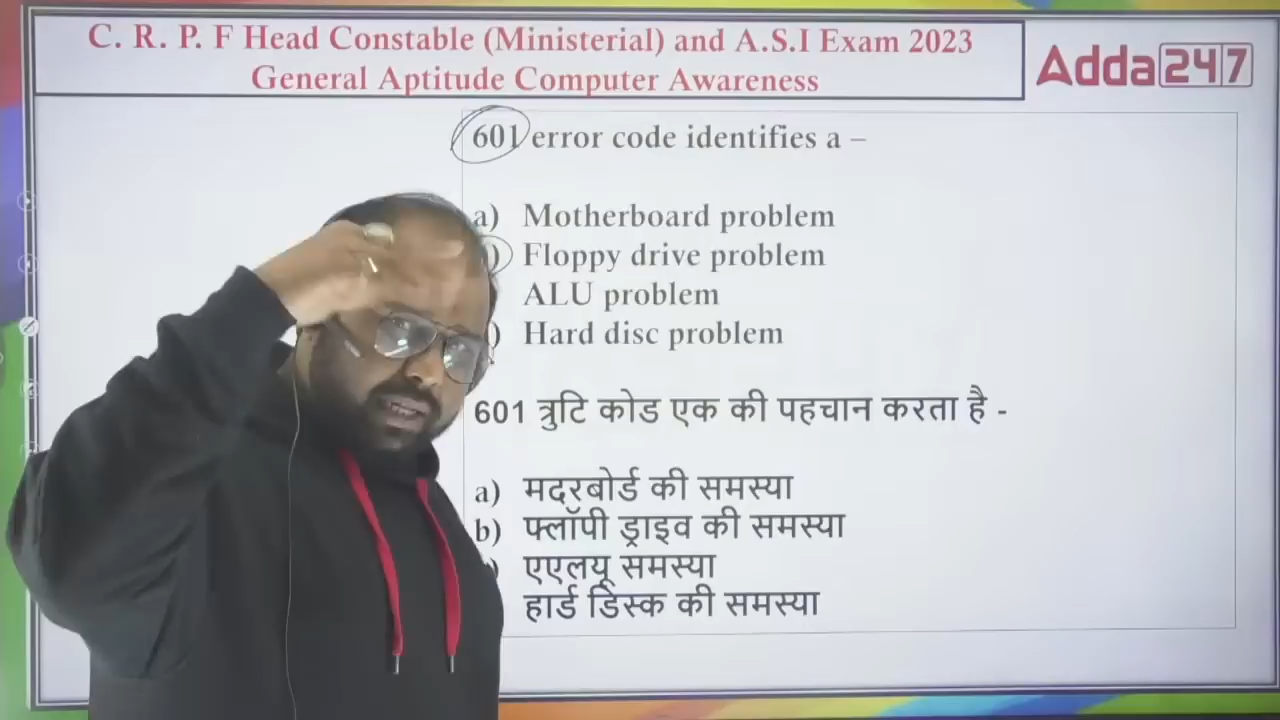 C. R. P. F Head Constable (Ministerial) and A.S.I Exam 2023
General Aptitude Computer Awareness
Adda247
601 error code identifies a –
a) Motherboard problem
) Floppy drive problem
ALU problem
) Hard disc problem
601 त्रुटि कोड एक की पहचान करता है -
a) मदरबोर्ड की समस्या
b) फ्लॉपी ड्राइव की समस्या
) एएलयू समस्या
हार्ड डिस्क की समस्या